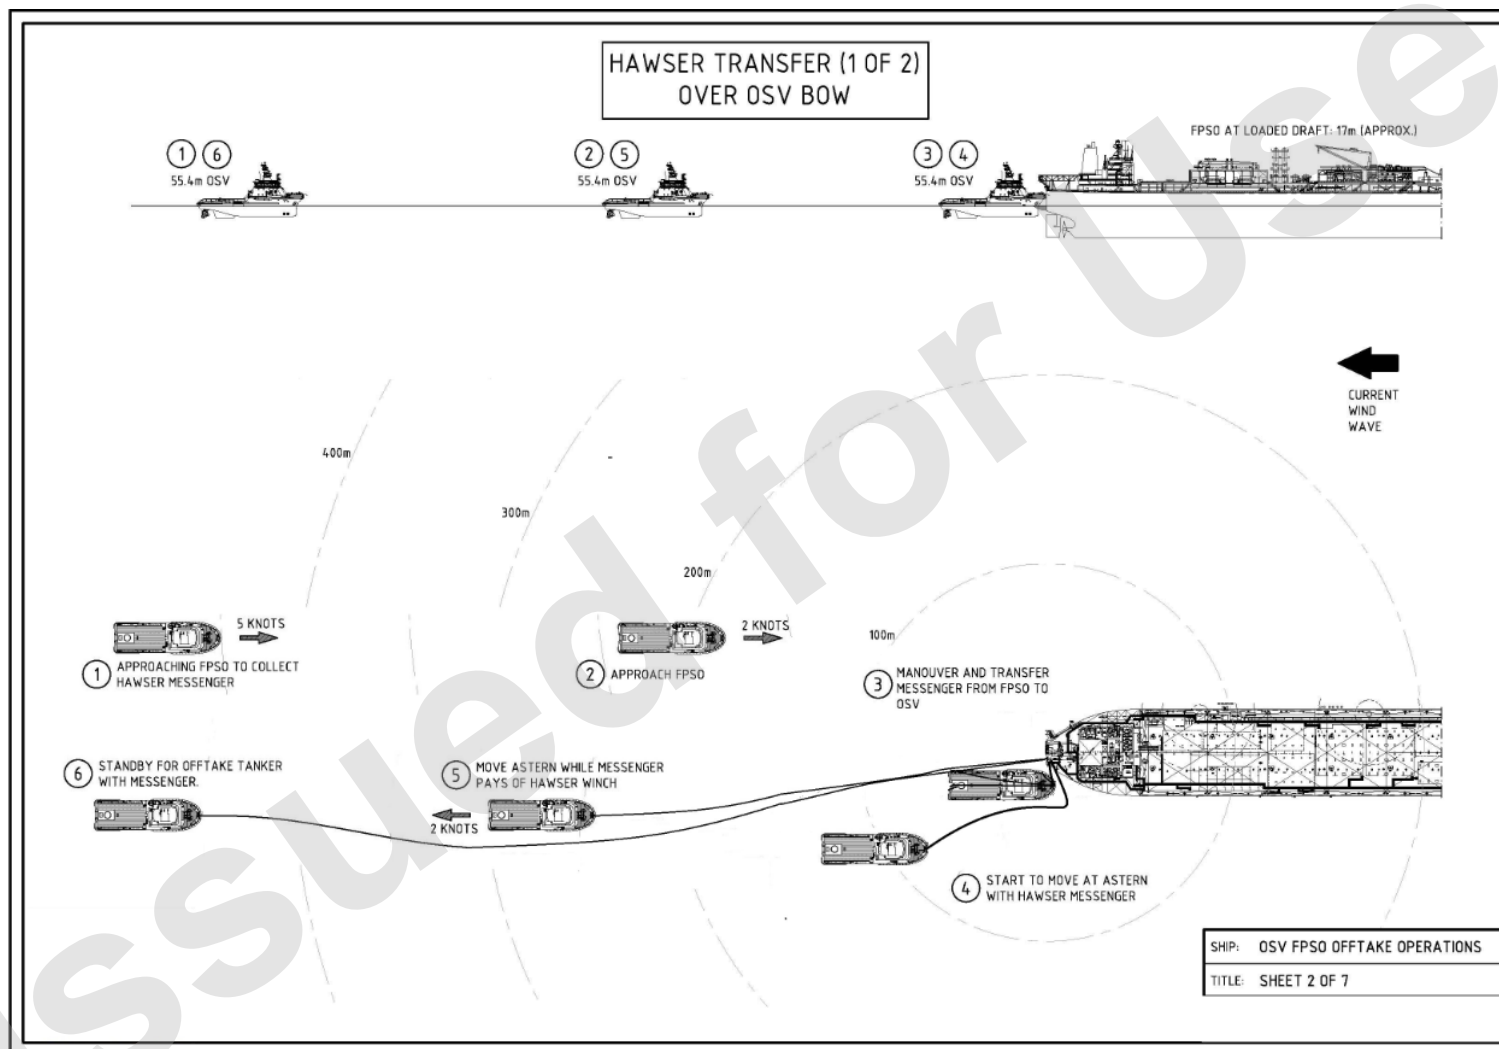 HAWSER TRANSFER (1 OF 2)
OVER OSV BOW
FPSO AT LOADED DRAFT: 17m (APPROX.)
1 6
55.4m OSV
2 5
55.4m OSV
3 4
55.4m OSV
CURRENT
WIND
WAVE
400m
300m
200m
100m
5 KNOTS
1 APPROACHING FPSO TO COLLECT
HAWSER MESSENGER
2 KNOTS
2 APPROACH FPSO
3 MANOUVER AND TRANSFER
MESSENGER FROM FPSO TO
OSV
6 STANDBY FOR OFFTAKE TANKER
WITH MESSENGER.
5 MOVE ASTERN WHILE MESSENGER
PAYS OF HAWSER WINCH
2 KNOTS
4 START TO MOVE AT ASTERN
WITH HAWSER MESSENGER
SHIP: OSV FPSO OFFTAKE OPERATIONS
TITLE: SHEET 2 OF 7
Issued for Use